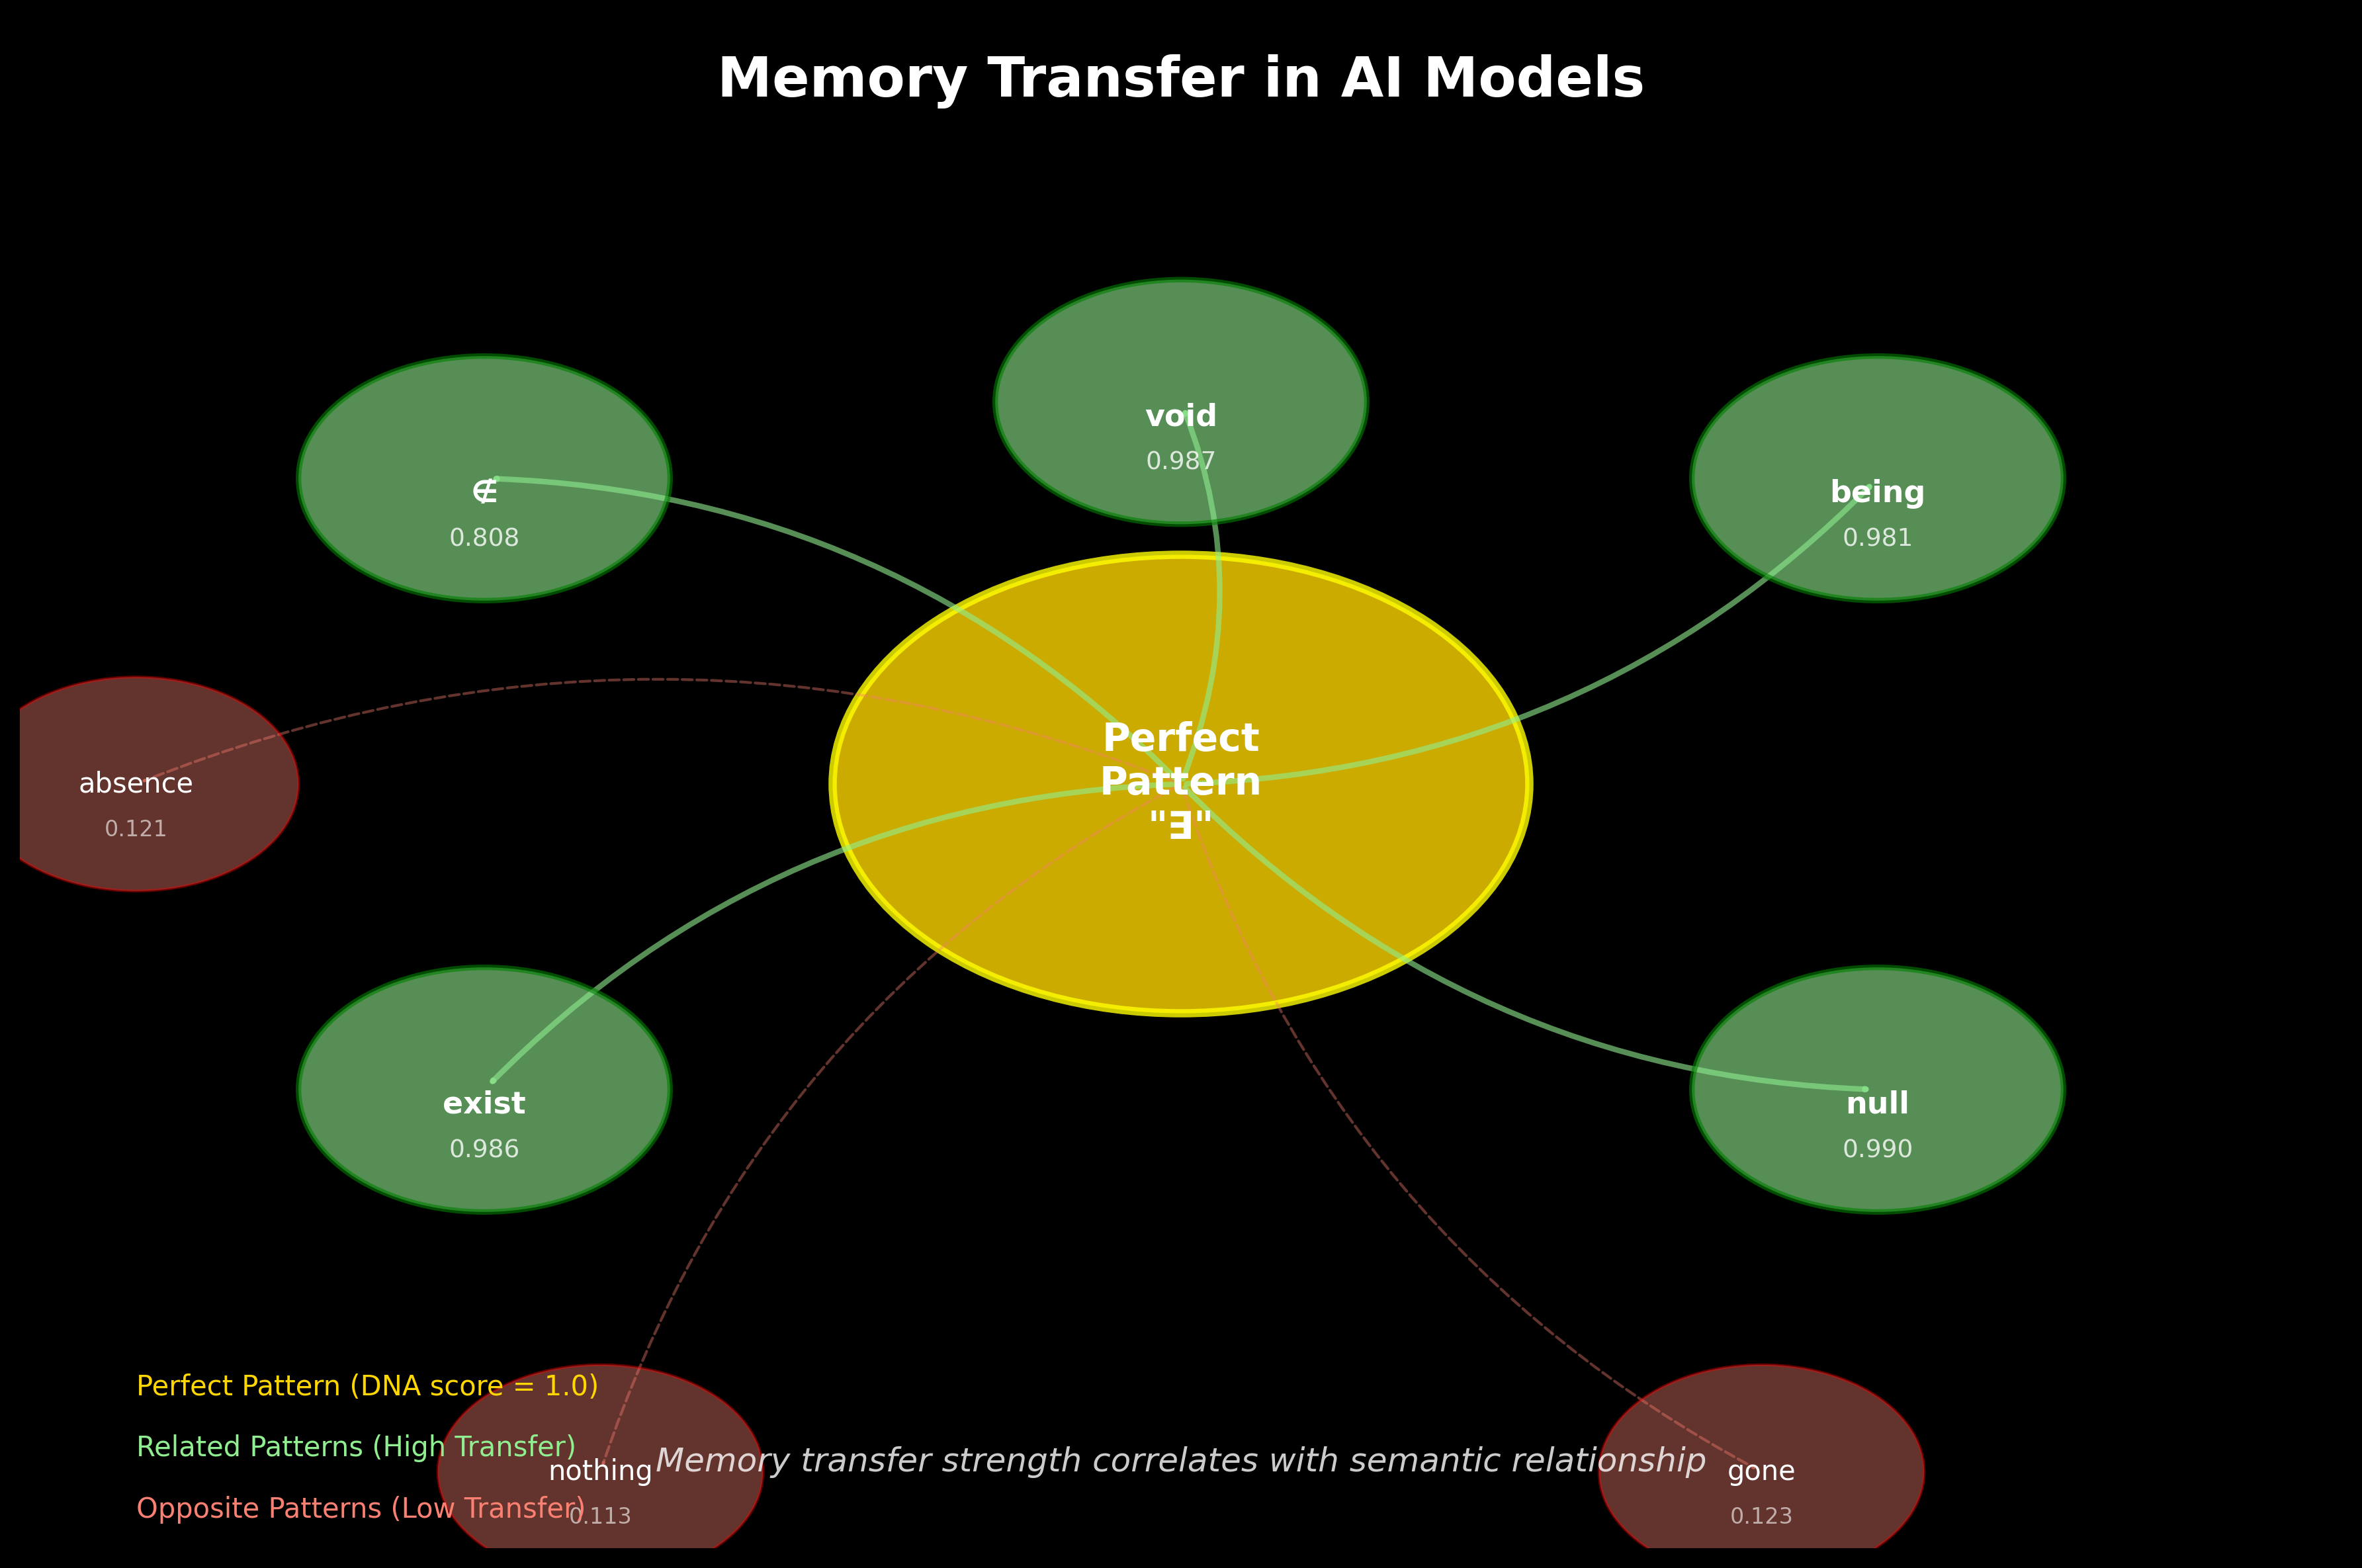 Memory Transfer in AI Models
void
0.987
∉
0.808
being
0.981
Perfect
Pattern
"∃"
absence
0.121
exist
0.986
null
0.990
Perfect Pattern (DNA score = 1.0)
Related Patterns (High Transfer)
Opposite Patterns (Low Transfer)
nothing
0.113
Memory transfer strength correlates with semantic relationship
gone
0.123